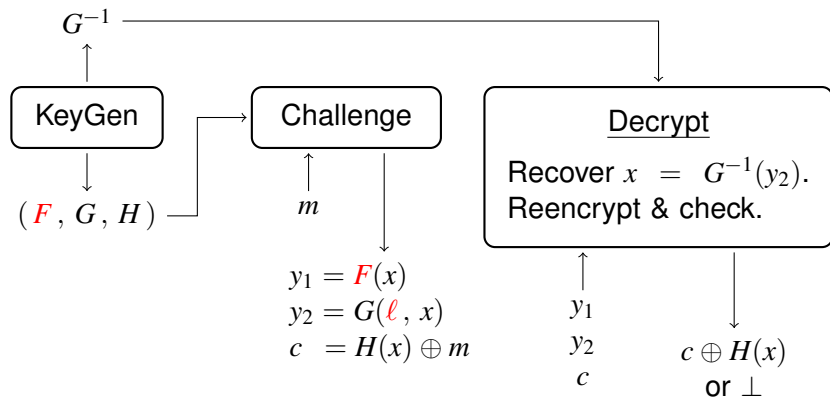 G⁻¹
KeyGen
( F , G , H )
Challenge
m
y₁ = F(x)
y₂ = G(ℓ, x)
c = H(x) ⊕ m
Decrypt
Recover x = G⁻¹(y₂).
Reencrypt & check.
y₁
y₂
c
c ⊕ H(x)
or ⊥